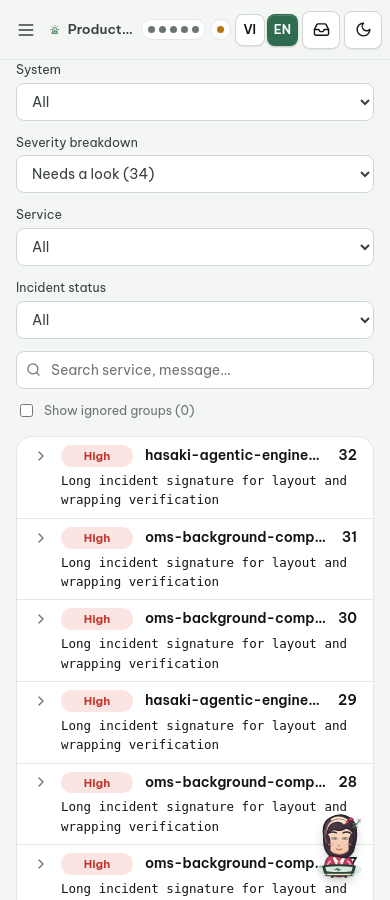 Product...
VI
EN
System
All
Severity breakdown
Needs a look (34)
Service
All
Incident status
All
Search service, message...
Show ignored groups (0)
High hasaki-agentic-engine... 32
Long incident signature for layout and
wrapping verification
High oms-background-comp... 31
Long incident signature for layout and
wrapping verification
High oms-background-comp... 30
Long incident signature for layout and
wrapping verification
High hasaki-agentic-engine... 29
Long incident signature for layout and
wrapping verification
High oms-background-comp... 28
Long incident signature for layout and
wrapping verification
High oms-background-comp...
Long incident signature for layout and